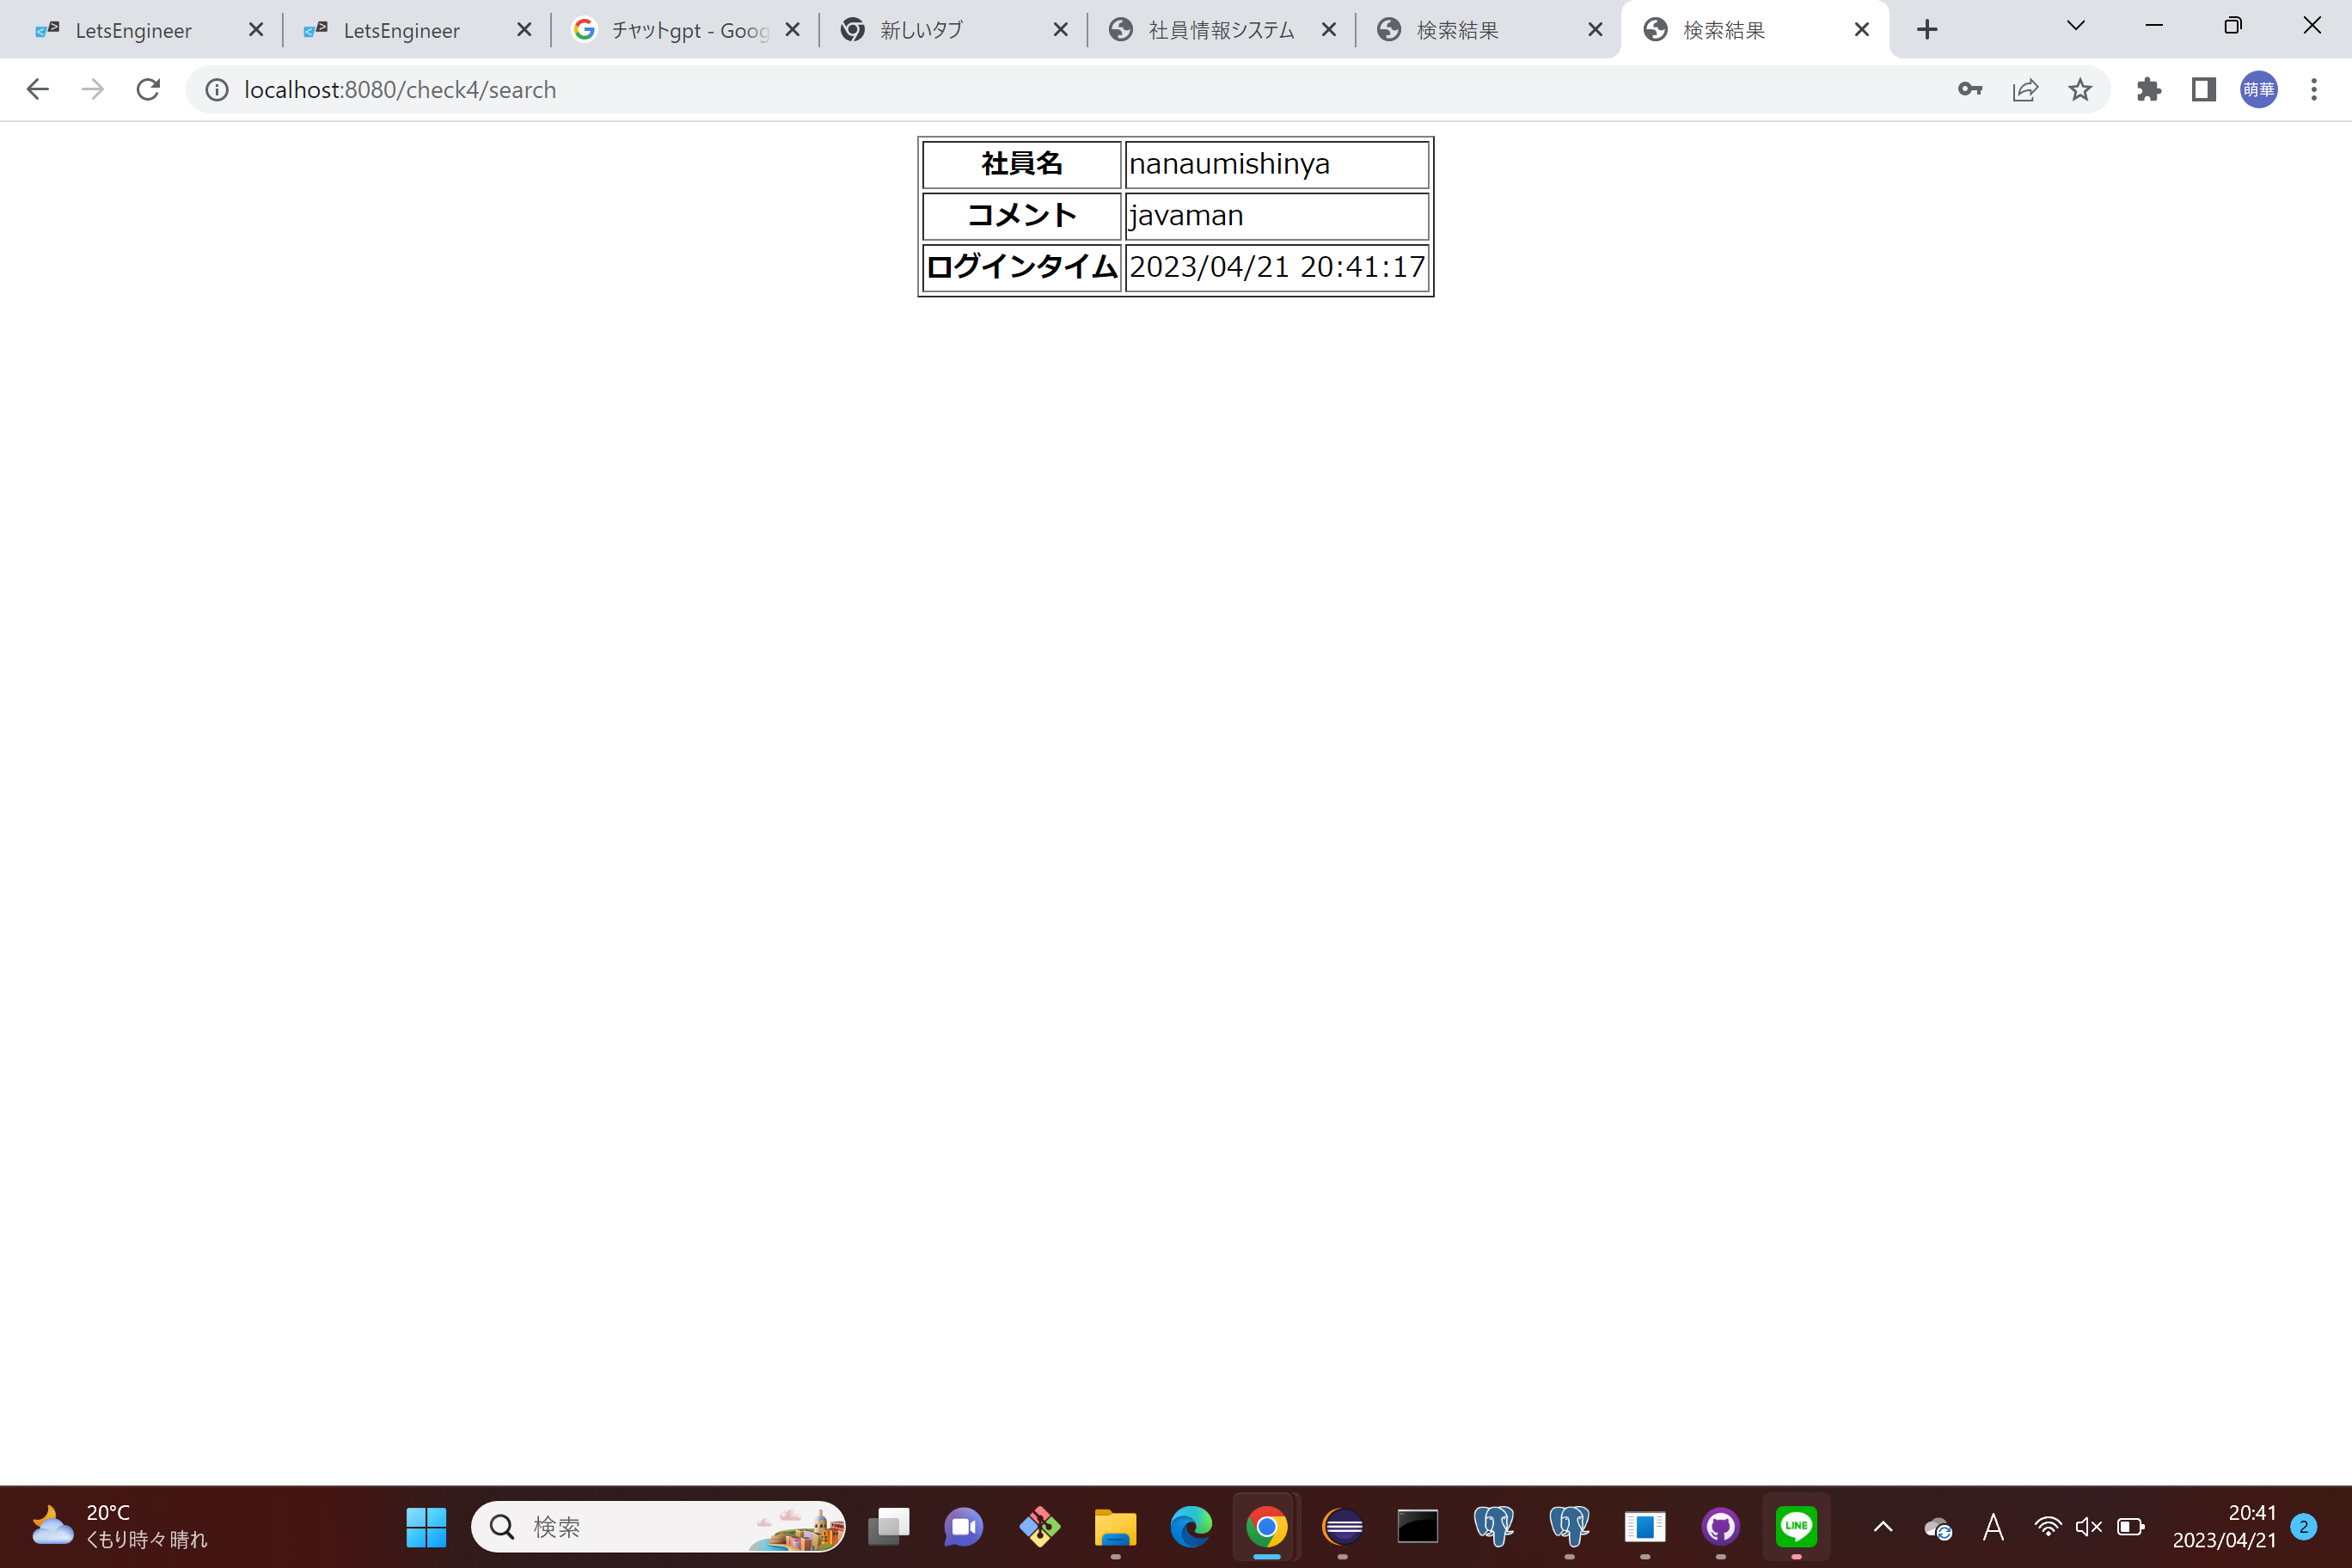 LetsEngineer
LetsEngineer
チャットgpt - Goog
新しいタブ
社員情報システム
検索結果
検索結果
localhost:8080/check4/search
萌華
社員名 nanaumishinya
コメント javaman
ログインタイム 2023/04/21 20:41:17
20°C
くもり時々晴れ
検索
LINE
A
20:41
2023/04/21
2